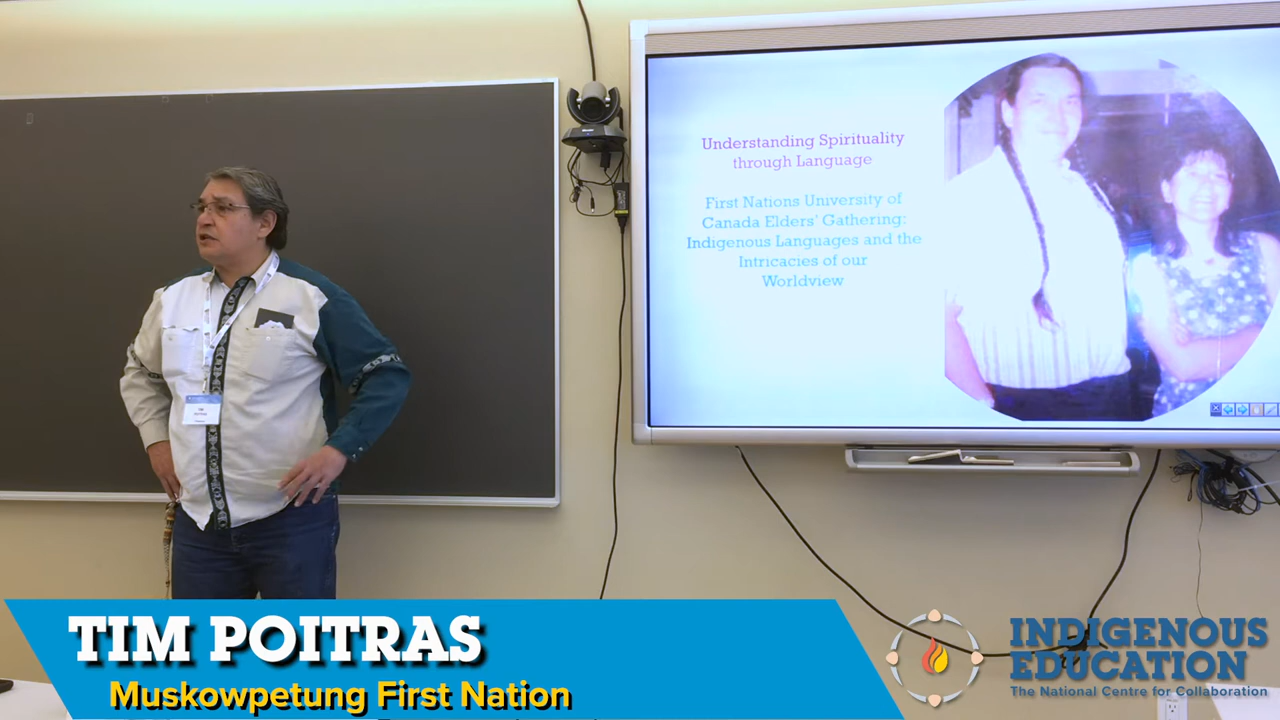 Understanding Spirituality
through Language
First Nations University of
Canada Elders' Gathering:
Indigenous Languages and the
Intricacies of our
Worldview
TIM POITRAS
Muskowpetung First Nation
INDIGENOUS
EDUCATION
The National Centre for Collaboration